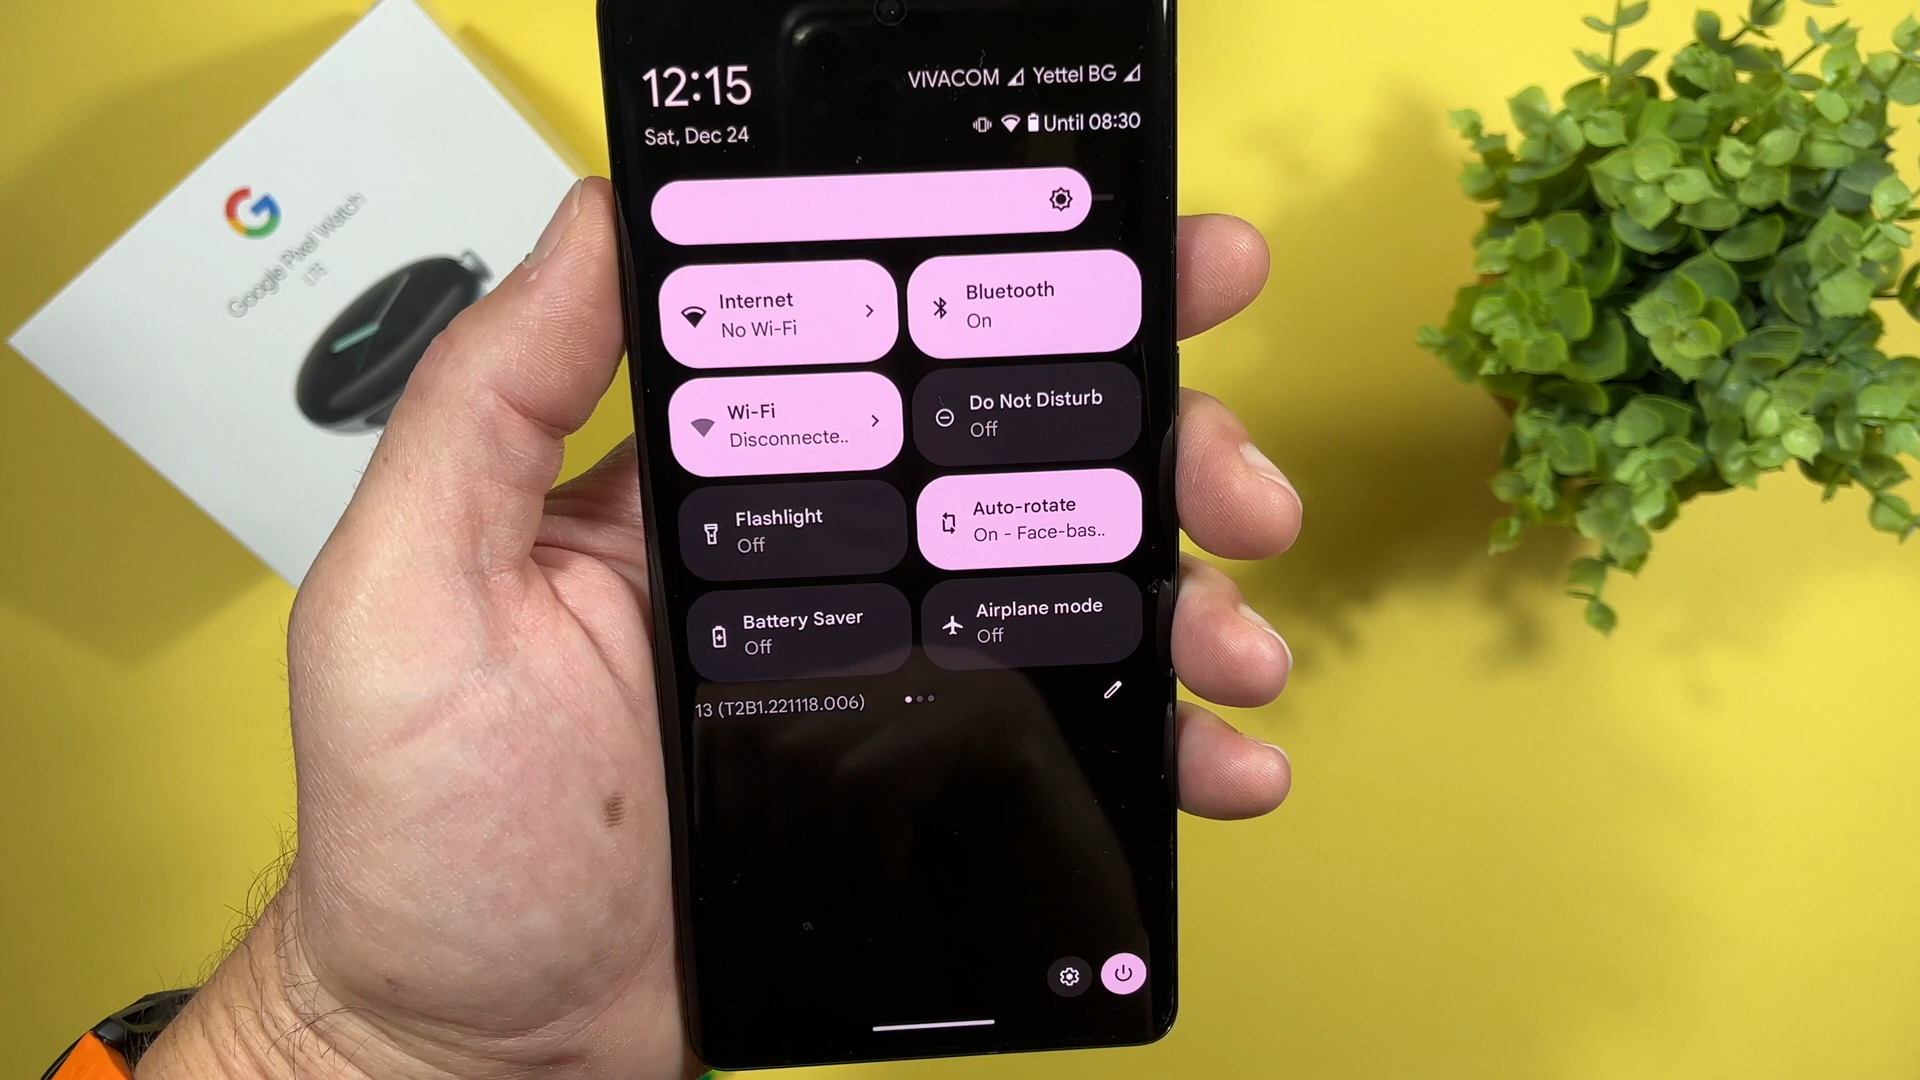 Google Pixel Watch
LTE
12:15
VIVACOM Yettel BG
Sat, Dec 24
Until 08:30
Internet
No Wi-Fi
Bluetooth
On
Wi-Fi
Disconnecte..
Do Not Disturb
Off
Flashlight
Off
Auto-rotate
On - Face-bas..
Battery Saver
Off
Airplane mode
Off
13 (T2B1.221118.006)